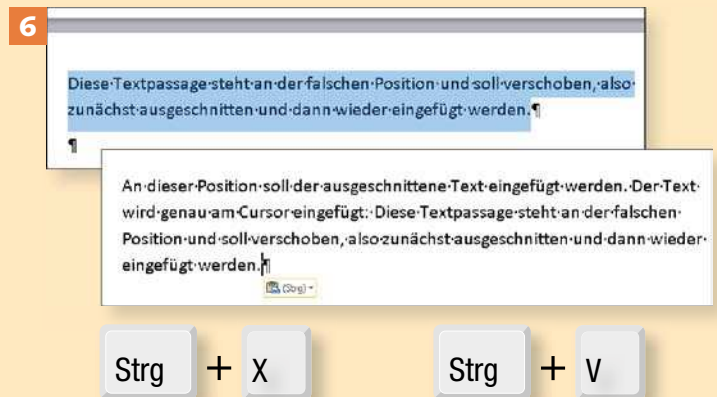 6
Diese·Textpassage·steht·an·der·falschen·Position·und·soll·verschoben,·also·
zunächst·ausgeschnitten·und·dann·wieder·eingefügt·werden.¶
¶
An·dieser·Position·soll·der·ausgeschnittene·Text·eingefügt·werden.·Der·Text·
wird·genau·am·Cursor·eingefügt:·Diese·Textpassage·steht·an·der·falschen·
Position·und·soll·verschoben,·also·zunächst·ausgeschnitten·und·dann·wieder·
eingefügt·werden.¶
(Strg)
Strg + X Strg + V